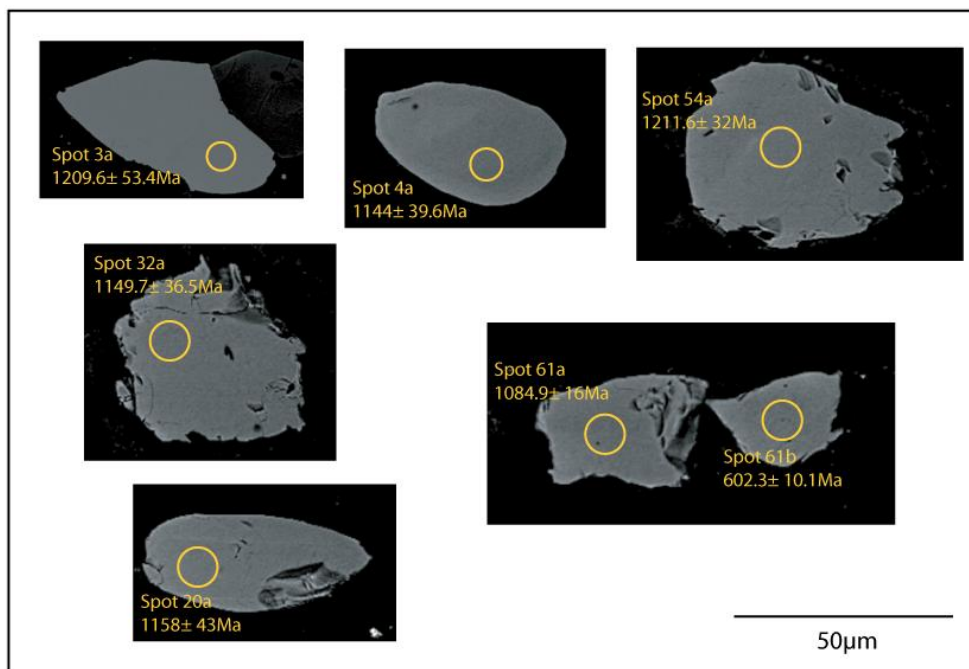 Spot 3a
1209.6± 53.4Ma
Spot 4a
1144± 39.6Ma
Spot 54a
1211.6± 32Ma
Spot 32a
1149.7± 36.5Ma
Spot 61a
1084.9± 16Ma
Spot 61b
602.3± 10.1Ma
Spot 20a
1158± 43Ma
50µm